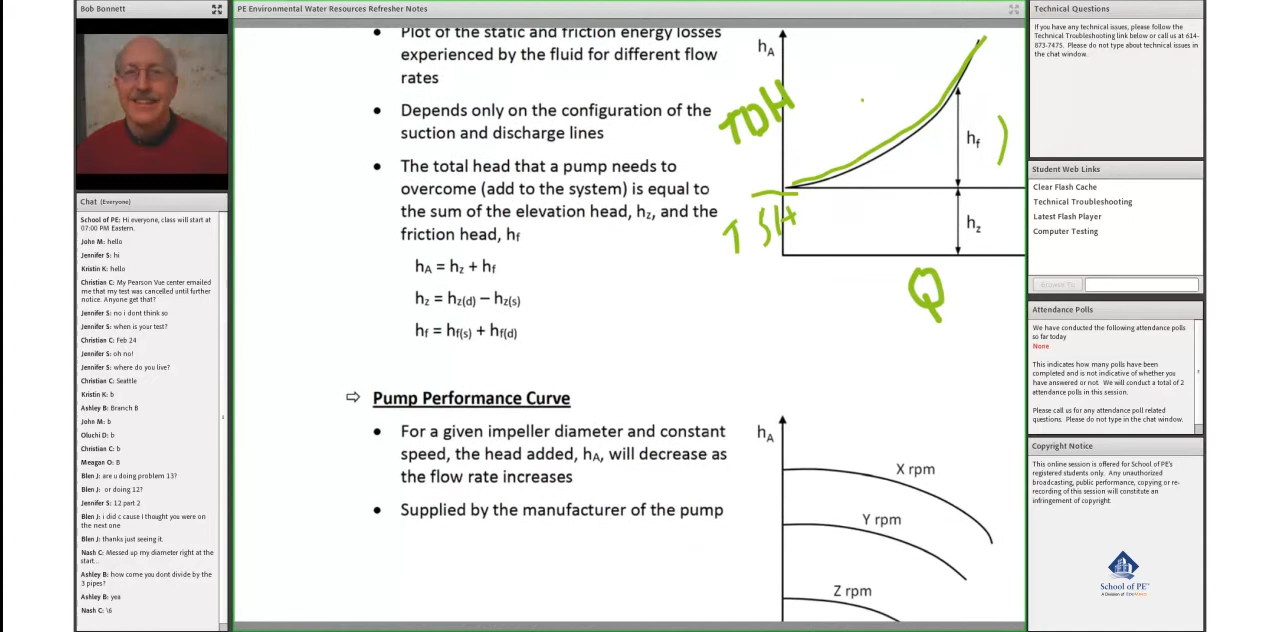 Bob Bonnett
PE Environmental Water Resources Refresher Notes
Technical Questions
If you have any technical issues, please follow the
Technical Troubleshooting link below or call us at 614-
873-7475. Please do not type about technical issues in
the chat window.
Plot of the static and friction energy losses
experienced by the fluid for different flow
rates
• Depends only on the configuration of the
suction and discharge lines
• The total head that a pump needs to
overcome (add to the system) is equal to
the sum of the elevation head, hz, and the
friction head, hf
hA = hz + hf
hz = hz(d) – hz(s)
hf = hf(s) + hf(d)
hA
TDH
TSH
hf
hz
Q
⇨ Pump Performance Curve
• For a given impeller diameter and constant
speed, the head added, hA, will decrease as
the flow rate increases
• Supplied by the manufacturer of the pump
hA
X rpm
Y rpm
Z rpm
Chat (Everyone)
School of PE: Hi everyone, class will start at
07:00 PM Eastern.
John M: hello
Jennifer S: hi
Kristin K: hello
Christian C: My Pearson Vue center emailed
me that my test was cancelled until further
notice. Anyone get that?
Jennifer S: no i dont think so
Jennifer S: when is your test?
Christian C: Feb 24
Jennifer S: oh no!
Jennifer S: where do you live?
Christian C: Seattle
Kristin K: b
Ashley B: Branch B
John M: b
Oluchi D: b
Christian C: b
Meagan O: B
Blen J: are u doing problem 13?
Blen J: or doing 12?
Jennifer S: 12 part 2
Blen J: i did c cause I thought you were on
the next one
Blen J: thanks just seeing it.
Nash C: Messed up my diameter right at the
start...
Ashley B: how come you dont divide by the
3 pipes?
Ashley B: yea
Nash C: \6
Student Web Links
Clear Flash Cache
Technical Troubleshooting
Latest Flash Player
Computer Testing
Browse To
Attendance Polls
We have conducted the following attendance polls
so far today
None
This indicates how many polls have been
completed and is not indicative of whether you
have answered or not. We will conduct a total of 2
attendance polls in this session.
Please call us for any attendance poll related
questions. Please do not type in the chat window.
Copyright Notice
This online session is offered for School of PE's
registered students only. Any unauthorized
broadcasting, public performance, copying or re-
recording of this session will constitute an
infringement of copyright.
School of PE™